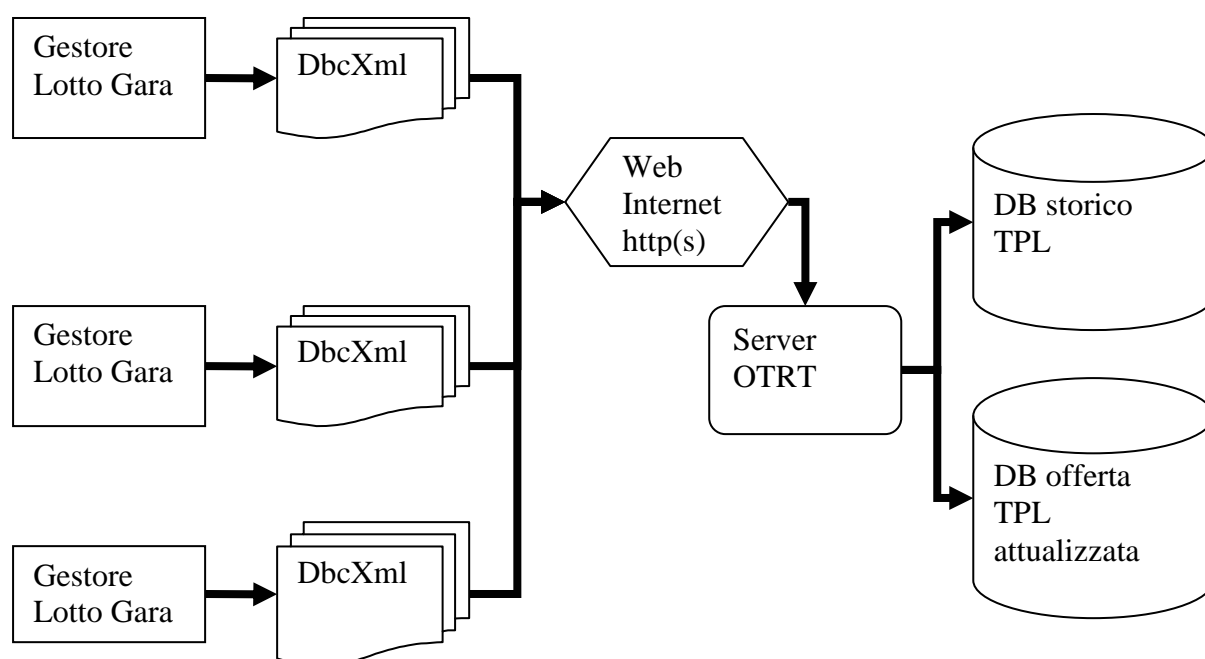 Gestore
Lotto Gara
DbcXml
Gestore
Lotto Gara
DbcXml
Gestore
Lotto Gara
DbcXml
Web
Internet
http(s)
Server
OTRT
DB storico
TPL
DB offerta
TPL
attualizzata